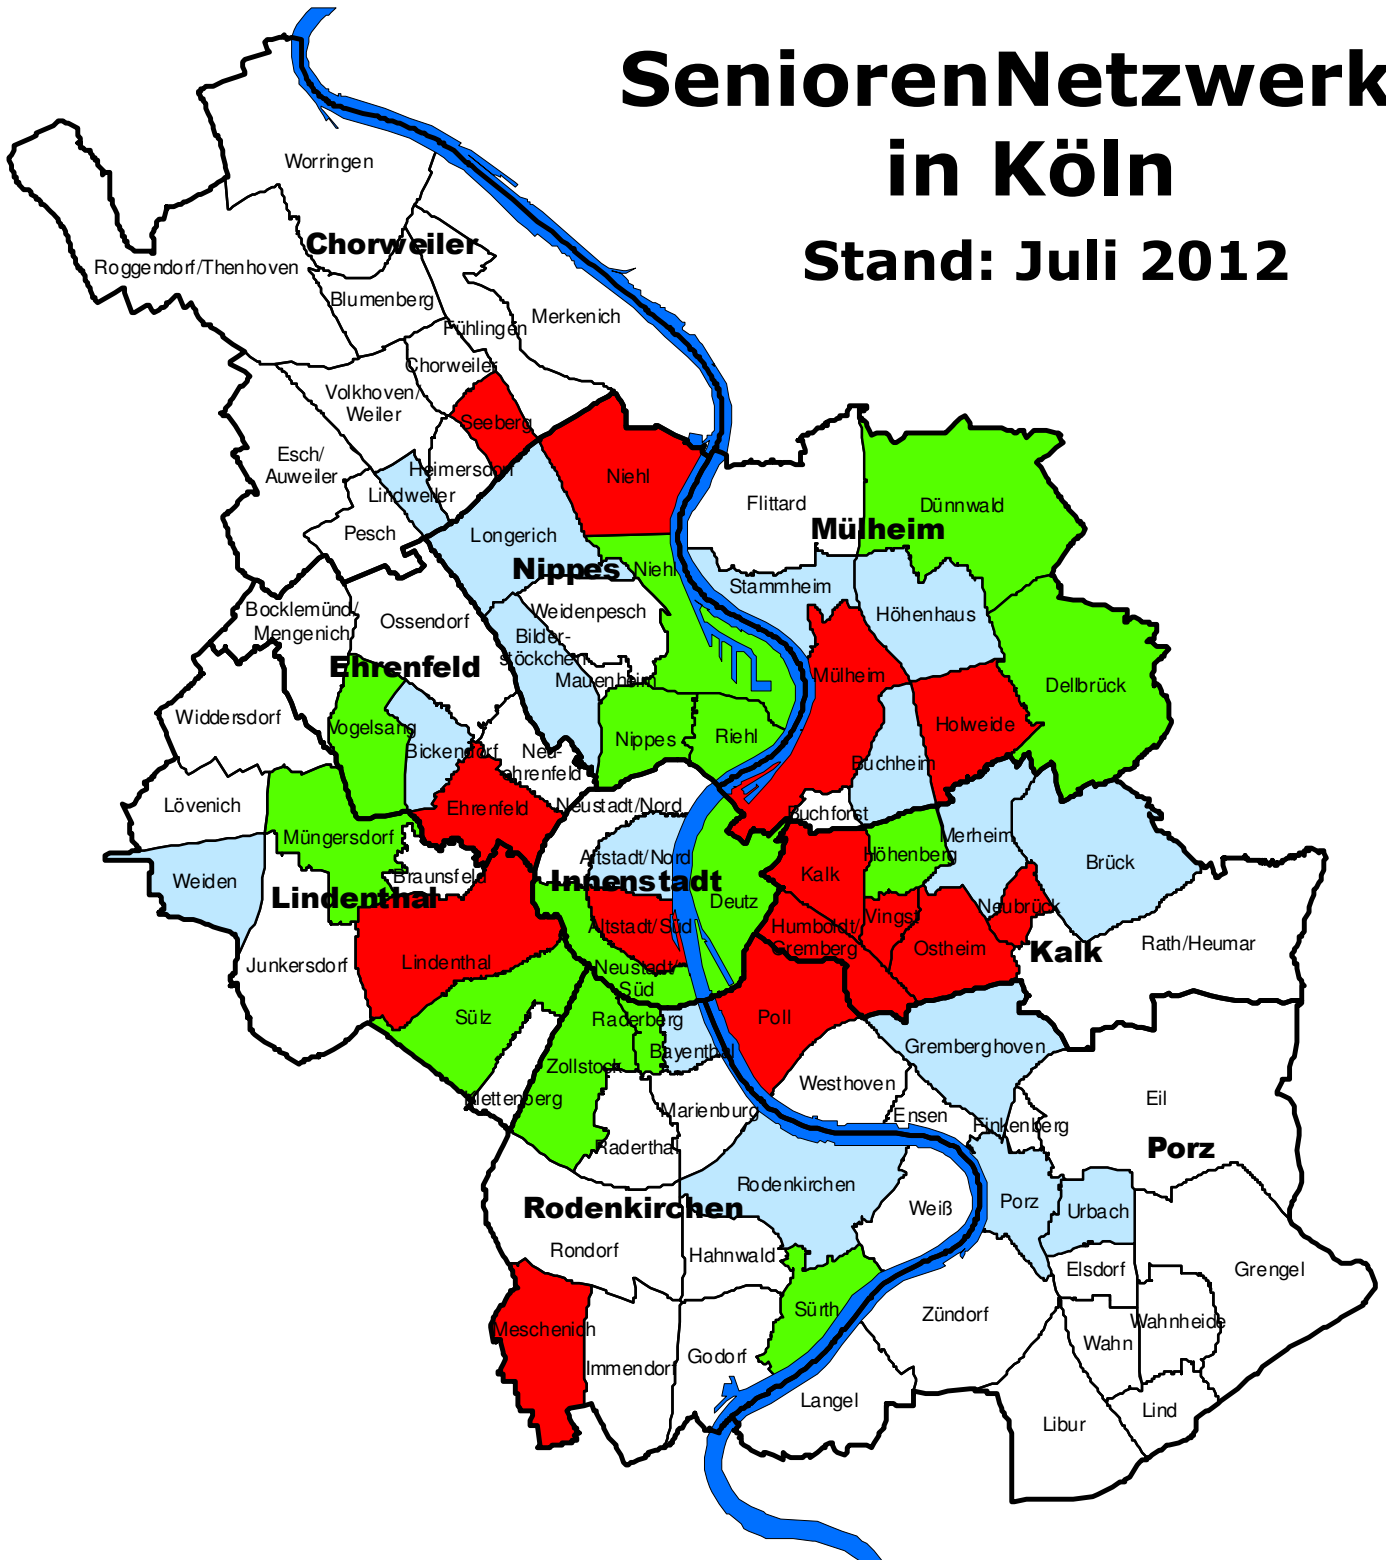 SeniorenNetzwerk
in Köln
Stand: Juli 2012
Worringen
Chorweiler
Roggendorf/Thenhoven
Blumenberg
Merkenich
Fühlingen
Chorweiler
Volkhoven/
Weiler
Seeberg
Esch/
Auweiler
Heimersdorf
Lindweiler
Pesch
Niehl
Longerich
Nippes
Niehl
Flittard
Dünnwald
Mülheim
Stammheim
Höhenhaus
Weidenpesch
Bilder-
stöckchen
Mauenheim
Bocklemünd/
Mengenich
Ossendorf
Ehrenfeld
Mülheim
Dellbrück
Widdersdorf
Vogelsang
Bickendorf
Neu-
ehrenfeld
Nippes
Riehl
Holweide
Buchheim
Lövenich
Ehrenfeld
Neustadt/Nord
Buchforst
Müngersdorf
Altstadt/Nord
Höhenberg
Merheim
Brück
Weiden
Braunsfeld
Innenstadt
Kalk
Lindenthal
Deutz
Neubrück
Altstadt/Süd
Humboldt/
Gremberg
Vingst
Ostheim
Kalk
Rath/Heumar
Junkersdorf
Lindenthal
Neustadt/
Süd
Sülz
Raderberg
Poll
Bayenthal
Gremberghoven
Zollstock
Westhoven
Klettenberg
Marienburg
Ensen
Finkenberg
Eil
Raderthal
Porz
Rodenkirchen
Rodenkirchen
Weiß
Porz
Urbach
Rondorf
Hahnwald
Elsdorf
Grengel
Sürth
Zündorf
Meschenich
Wahnheide
Wahn
Immendorf
Godorf
Langel
Libur
Lind